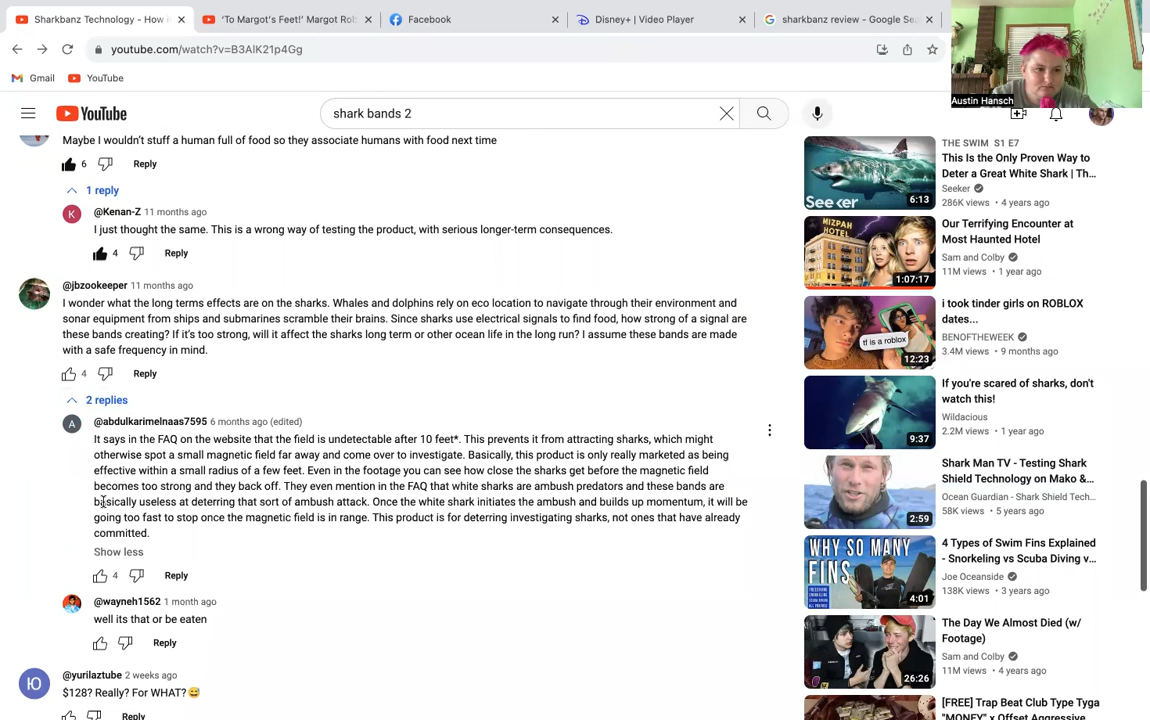 Sharkbanz Technology - How i
'To Margot's Feet!' Margot Rob
Facebook
Disney+ | Video Player
sharkbanz review - Google Sea
youtube.com/watch?v=B3AlK21p4Gg
Gmail
YouTube
Austin Hansch
YouTube
shark bands 2
Maybe I wouldn't stuff a human full of food so they associate humans with food next time
6
Reply
1 reply
K
@Kenan-Z 11 months ago
I just thought the same. This is a wrong way of testing the product, with serious longer-term consequences.
4
Reply
@jbzookeeper 11 months ago
I wonder what the long terms effects are on the sharks. Whales and dolphins rely on eco location to navigate through their environment and
sonar equipment from ships and submarines scramble their brains. Since sharks use electrical signals to find food, how strong of a signal are
these bands creating? If it's too strong, will it affect the sharks long term or other ocean life in the long run? I assume these bands are made
with a safe frequency in mind.
4
Reply
2 replies
A
@abdulkarimelnaas7595 6 months ago (edited)
It says in the FAQ on the website that the field is undetectable after 10 feet*. This prevents it from attracting sharks, which might
otherwise spot a small magnetic field far away and come over to investigate. Basically, this product is only really marketed as being
effective within a small radius of a few feet. Even in the footage you can see how close the sharks get before the magnetic field
becomes too strong and they back off. They even mention in the FAQ that white sharks are ambush predators and these bands are
basically useless at deterring that sort of ambush attack. Once the white shark initiates the ambush and builds up momentum, it will be
going too fast to stop once the magnetic field is in range. This product is for deterring investigating sharks, not ones that have already
committed.
Show less
4
Reply
@wayneh1562 1 month ago
well its that or be eaten
Reply
Ю
@yurilaztube 2 weeks ago
$128? Really? For WHAT?😅
Reply
Seeker
6:13
THE SWIM S1 E7
This Is the Only Proven Way to
Deter a Great White Shark | Th...
Seeker
286K views • 4 years ago
MIZPAH
HOTEL
1:07:17
Our Terrifying Encounter at
Most Haunted Hotel
Sam and Colby
11M views • 1 year ago
tf is a roblox
12:23
i took tinder girls on ROBLOX
dates...
BENOFTHEWEEK
3.4M views • 9 months ago
9:37
If you're scared of sharks, don't
watch this!
Wildacious
2.2M views • 1 year ago
2:59
Shark Man TV - Testing Shark
Shield Technology on Mako &...
Ocean Guardian - Shark Shield Tech...
58K views • 5 years ago
WHY SO MANY
FINS
4:01
4 Types of Swim Fins Explained
- Snorkeling vs Scuba Diving v...
Joe Oceanside
138K views • 3 years ago
26:26
The Day We Almost Died (w/
Footage)
Sam and Colby
11M views • 4 years ago
[FREE] Trap Beat Club Type Tyga
"MONEY" x Offset Aggressive